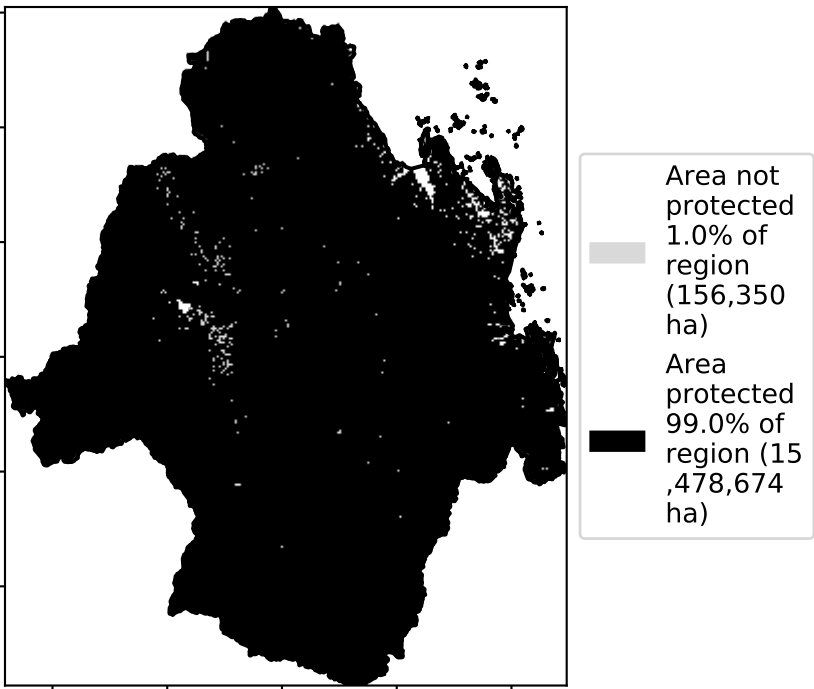 Area not
protected
1.0% of
region
(156,350
ha)
Area
protected
99.0% of
region (15
,478,674
ha)